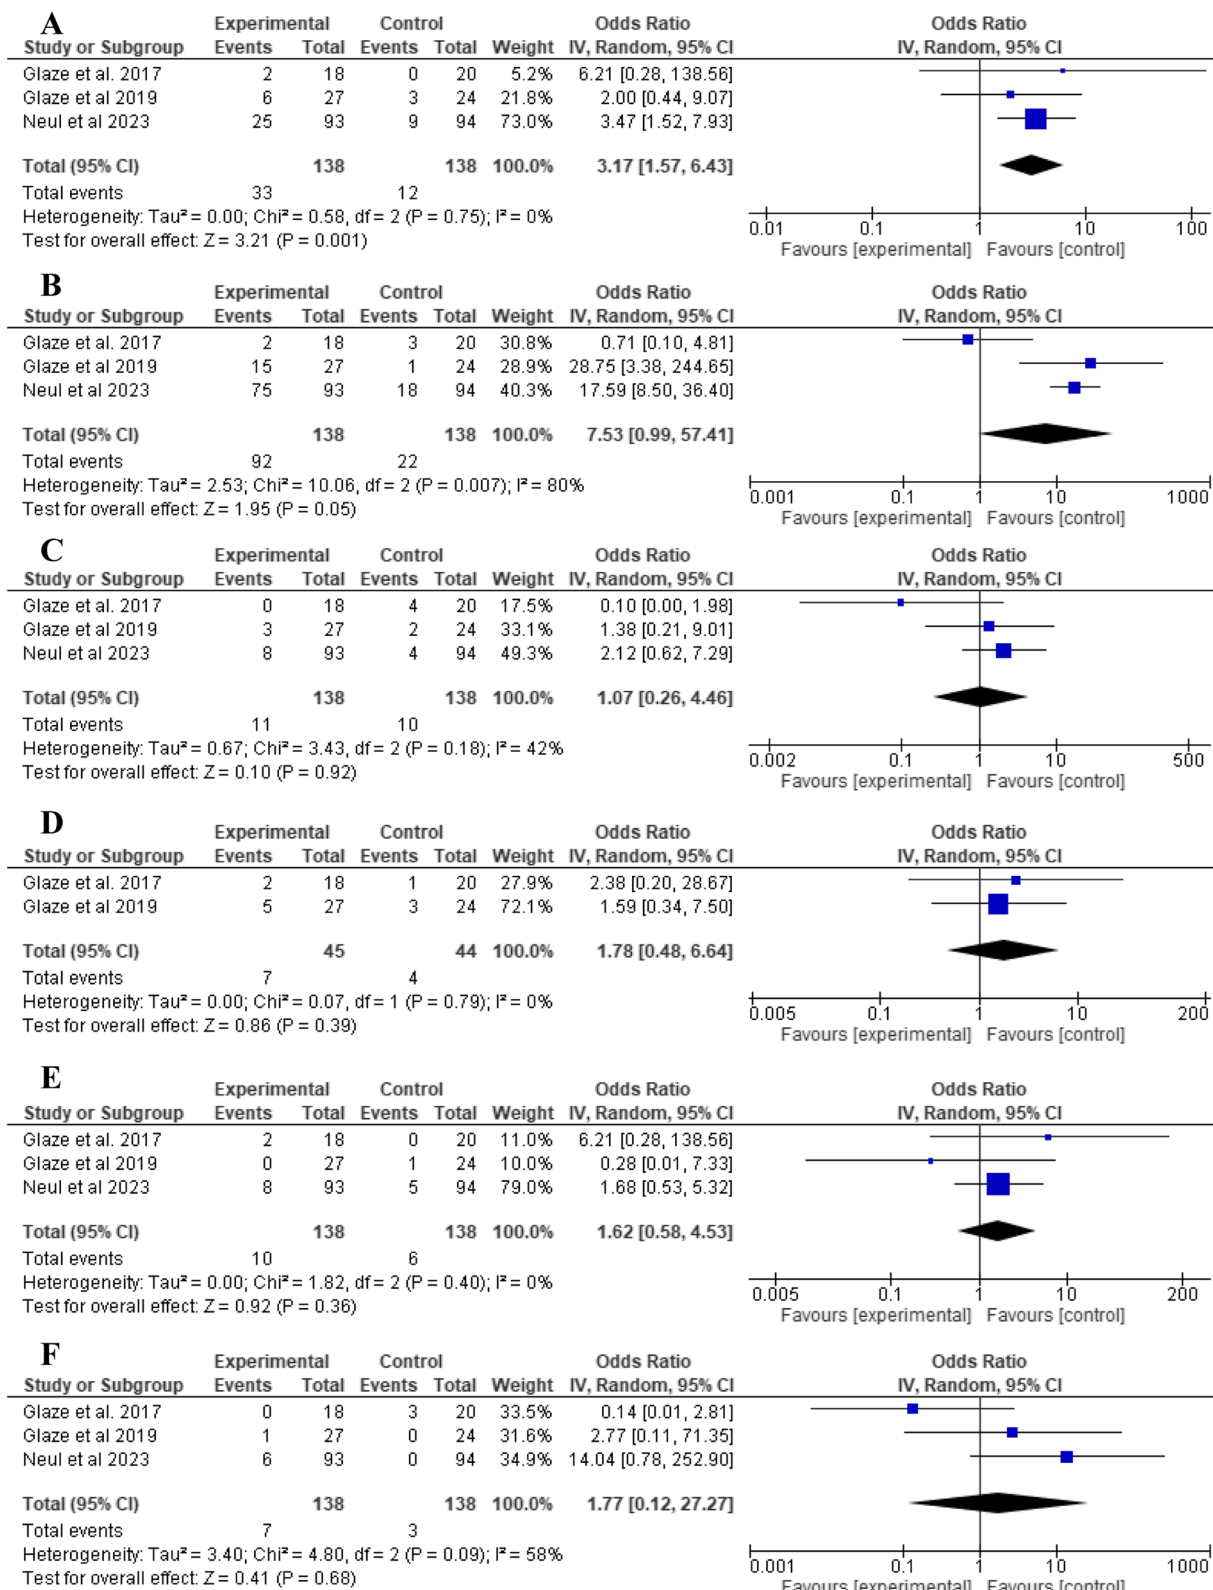 A
Experimental Control Odds Ratio Odds Ratio
Study or Subgroup Events Total Events Total Weight IV, Random, 95% CI IV, Random, 95% CI
Glaze et al. 2017 2 18 0 20 5.2% 6.21 [0.28, 138.56]
Glaze et al 2019 6 27 3 24 21.8% 2.00 [0.44, 9.07]
Neul et al 2023 25 93 9 94 73.0% 3.47 [1.52, 7.93]
Total (95% CI) 138 138 100.0% 3.17 [1.57, 6.43]
Total events 33 12
Heterogeneity: Tau² = 0.00; Chi² = 0.58, df = 2 (P = 0.75); I² = 0%
Test for overall effect: Z = 3.21 (P = 0.001)
0.01 0.1 1 10 100
Favours [experimental] Favours [control]
B
Experimental Control Odds Ratio Odds Ratio
Study or Subgroup Events Total Events Total Weight IV, Random, 95% CI IV, Random, 95% CI
Glaze et al. 2017 2 18 3 20 30.8% 0.71 [0.10, 4.81]
Glaze et al 2019 15 27 1 24 28.9% 28.75 [3.38, 244.65]
Neul et al 2023 75 93 18 94 40.3% 17.59 [8.50, 36.40]
Total (95% CI) 138 138 100.0% 7.53 [0.99, 57.41]
Total events 92 22
Heterogeneity: Tau² = 2.53; Chi² = 10.06, df = 2 (P = 0.007); I² = 80%
Test for overall effect: Z = 1.95 (P = 0.05)
0.001 0.1 1 10 1000
Favours [experimental] Favours [control]
C
Experimental Control Odds Ratio Odds Ratio
Study or Subgroup Events Total Events Total Weight IV, Random, 95% CI IV, Random, 95% CI
Glaze et al. 2017 0 18 4 20 17.5% 0.10 [0.00, 1.98]
Glaze et al 2019 3 27 2 24 33.1% 1.38 [0.21, 9.01]
Neul et al 2023 8 93 4 94 49.3% 2.12 [0.62, 7.29]
Total (95% CI) 138 138 100.0% 1.07 [0.26, 4.46]
Total events 11 10
Heterogeneity: Tau² = 0.67; Chi² = 3.43, df = 2 (P = 0.18); I² = 42%
Test for overall effect: Z = 0.10 (P = 0.92)
0.002 0.1 1 10 500
Favours [experimental] Favours [control]
D
Experimental Control Odds Ratio Odds Ratio
Study or Subgroup Events Total Events Total Weight IV, Random, 95% CI IV, Random, 95% CI
Glaze et al. 2017 2 18 1 20 27.9% 2.38 [0.20, 28.67]
Glaze et al 2019 5 27 3 24 72.1% 1.59 [0.34, 7.50]
Total (95% CI) 45 44 100.0% 1.78 [0.48, 6.64]
Total events 7 4
Heterogeneity: Tau² = 0.00; Chi² = 0.07, df = 1 (P = 0.79); I² = 0%
Test for overall effect: Z = 0.86 (P = 0.39)
0.005 0.1 1 10 200
Favours [experimental] Favours [control]
E
Experimental Control Odds Ratio Odds Ratio
Study or Subgroup Events Total Events Total Weight IV, Random, 95% CI IV, Random, 95% CI
Glaze et al. 2017 2 18 0 20 11.0% 6.21 [0.28, 138.56]
Glaze et al 2019 0 27 1 24 10.0% 0.28 [0.01, 7.33]
Neul et al 2023 8 93 5 94 79.0% 1.68 [0.53, 5.32]
Total (95% CI) 138 138 100.0% 1.62 [0.58, 4.53]
Total events 10 6
Heterogeneity: Tau² = 0.00; Chi² = 1.82, df = 2 (P = 0.40); I² = 0%
Test for overall effect: Z = 0.92 (P = 0.36)
0.005 0.1 1 10 200
Favours [experimental] Favours [control]
F
Experimental Control Odds Ratio Odds Ratio
Study or Subgroup Events Total Events Total Weight IV, Random, 95% CI IV, Random, 95% CI
Glaze et al. 2017 0 18 3 20 33.5% 0.14 [0.01, 2.81]
Glaze et al 2019 1 27 0 24 31.6% 2.77 [0.11, 71.35]
Neul et al 2023 6 93 0 94 34.9% 14.04 [0.78, 252.90]
Total (95% CI) 138 138 100.0% 1.77 [0.12, 27.27]
Total events 7 3
Heterogeneity: Tau² = 3.40; Chi² = 4.80, df = 2 (P = 0.09); I² = 58%
Test for overall effect: Z = 0.41 (P = 0.68)
0.001 0.1 1 10 1000
Favours [experimental] Favours [control]